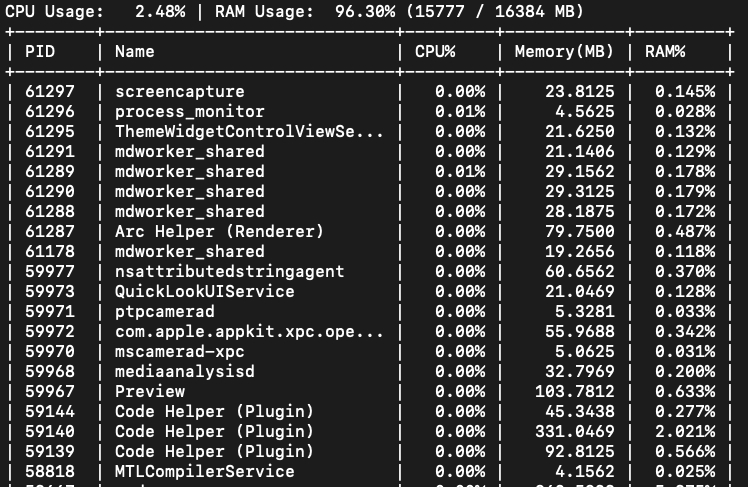 CPU Usage:   2.48% | RAM Usage:  96.30% (15777 / 16384 MB)
| PID | Name | CPU% | Memory(MB) | RAM% |
| 61297 | screencapture | 0.00% | 23.8125 | 0.145% |
| 61296 | process_monitor | 0.01% | 4.5625 | 0.028% |
| 61295 | ThemeWidgetControlViewSe... | 0.00% | 21.6250 | 0.132% |
| 61291 | mdworker_shared | 0.00% | 21.1406 | 0.129% |
| 61289 | mdworker_shared | 0.01% | 29.1562 | 0.178% |
| 61290 | mdworker_shared | 0.00% | 29.3125 | 0.179% |
| 61288 | mdworker_shared | 0.00% | 28.1875 | 0.172% |
| 61287 | Arc Helper (Renderer) | 0.00% | 79.7500 | 0.487% |
| 61178 | mdworker_shared | 0.00% | 19.2656 | 0.118% |
| 59977 | nsattributedstringagent | 0.00% | 60.6562 | 0.370% |
| 59973 | QuickLookUIService | 0.00% | 21.0469 | 0.128% |
| 59971 | ptpcamerad | 0.00% | 5.3281 | 0.033% |
| 59972 | com.apple.appkit.xpc.ope... | 0.00% | 55.9688 | 0.342% |
| 59970 | mscamerad-xpc | 0.00% | 5.0625 | 0.031% |
| 59968 | mediaanalysisd | 0.00% | 32.7969 | 0.200% |
| 59967 | Preview | 0.00% | 103.7812 | 0.633% |
| 59144 | Code Helper (Plugin) | 0.00% | 45.3438 | 0.277% |
| 59140 | Code Helper (Plugin) | 0.00% | 331.0469 | 2.021% |
| 59139 | Code Helper (Plugin) | 0.00% | 92.8125 | 0.566% |
| 58818 | MTLCompilerService | 0.00% | 4.1562 | 0.025% |